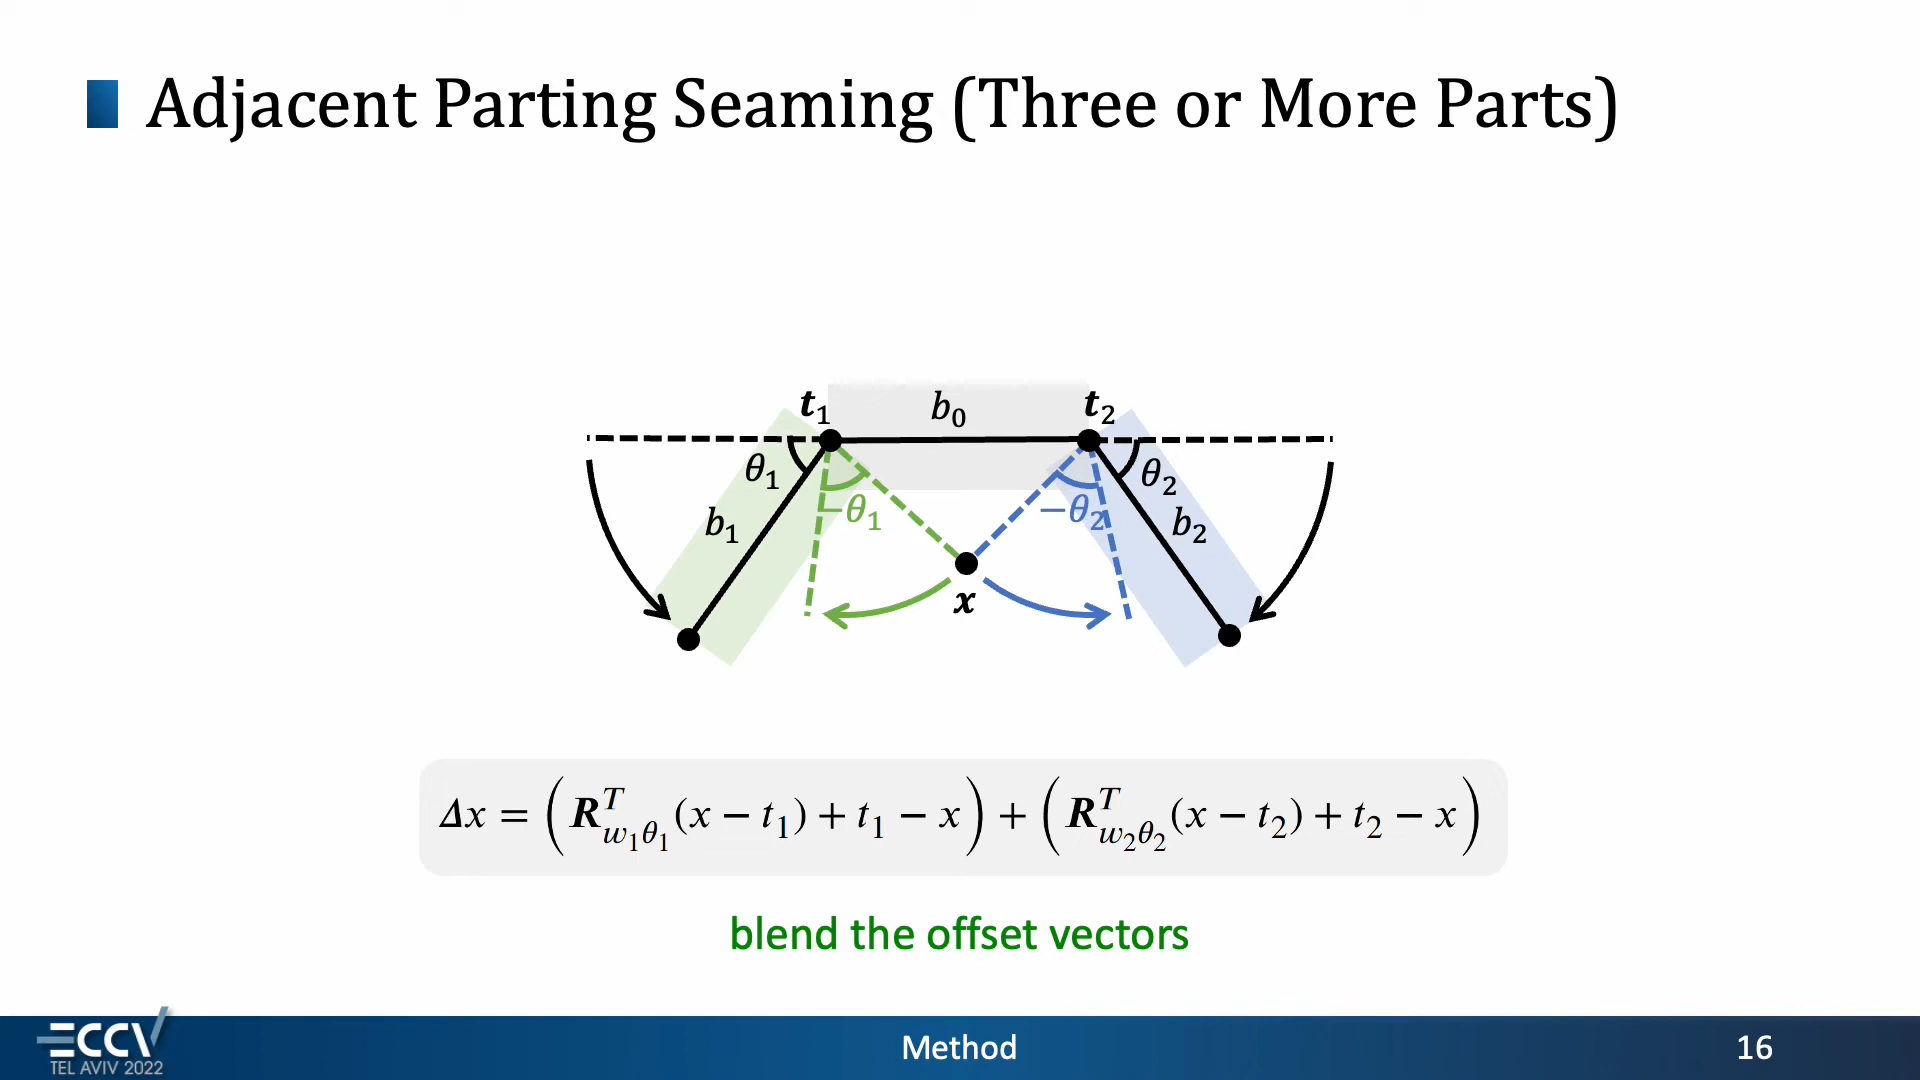 Adjacent Parting Seaming (Three or More Parts)
t₁ b₀ t₂
θ₁ θ₂
−θ₁ −θ₂
b₁ b₂
x
Δx = (R^T_{w₁θ₁}(x − t₁) + t₁ − x) + (R^T_{w₂θ₂}(x − t₂) + t₂ − x)
blend the offset vectors
ECCV
TEL AVIV 2022
Method
16